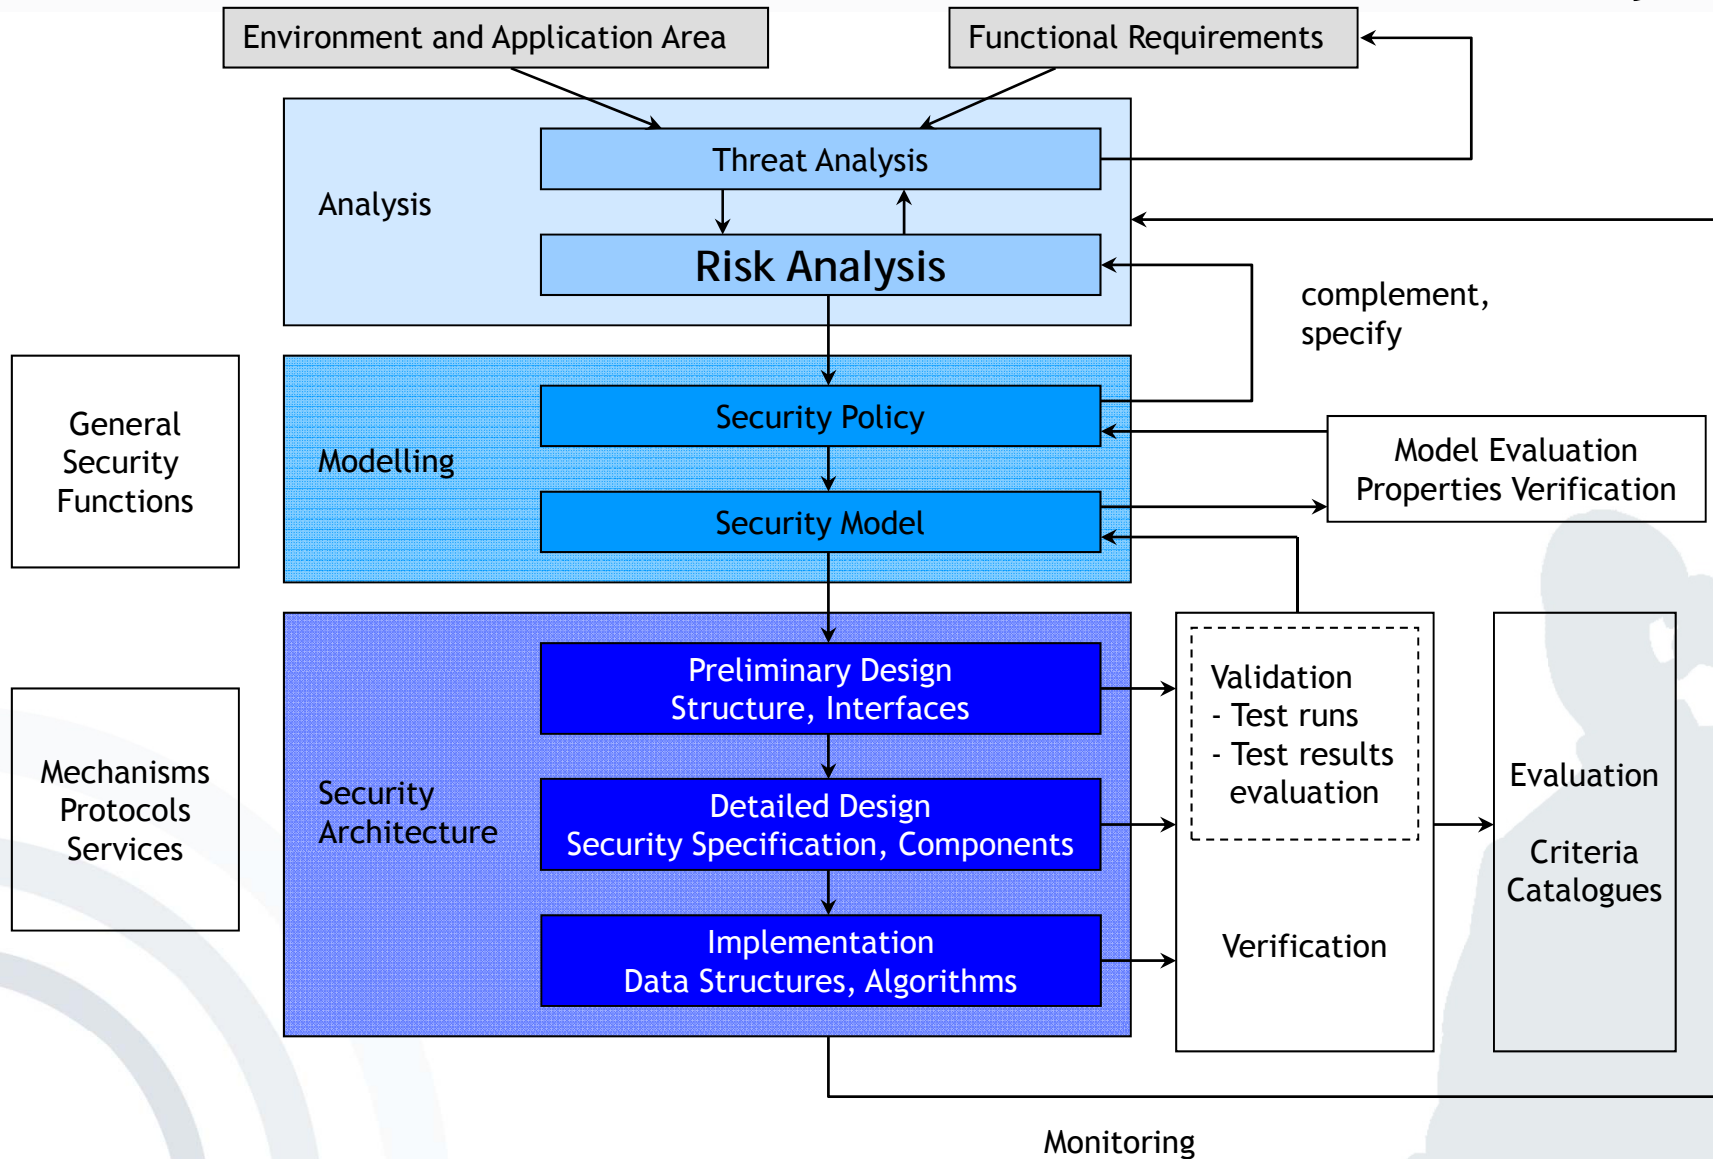 Environment and Application Area
Functional Requirements
Threat Analysis
Analysis
Risk Analysis
complement,
specify
General
Security
Functions
Security Policy
Modelling
Model Evaluation
Properties Verification
Security Model
Preliminary Design
Structure, Interfaces
Validation
- Test runs
- Test results
evaluation
Mechanisms
Protocols
Services
Security
Architecture
Detailed Design
Security Specification, Components
Evaluation
Criteria
Catalogues
Implementation
Data Structures, Algorithms
Verification
Monitoring